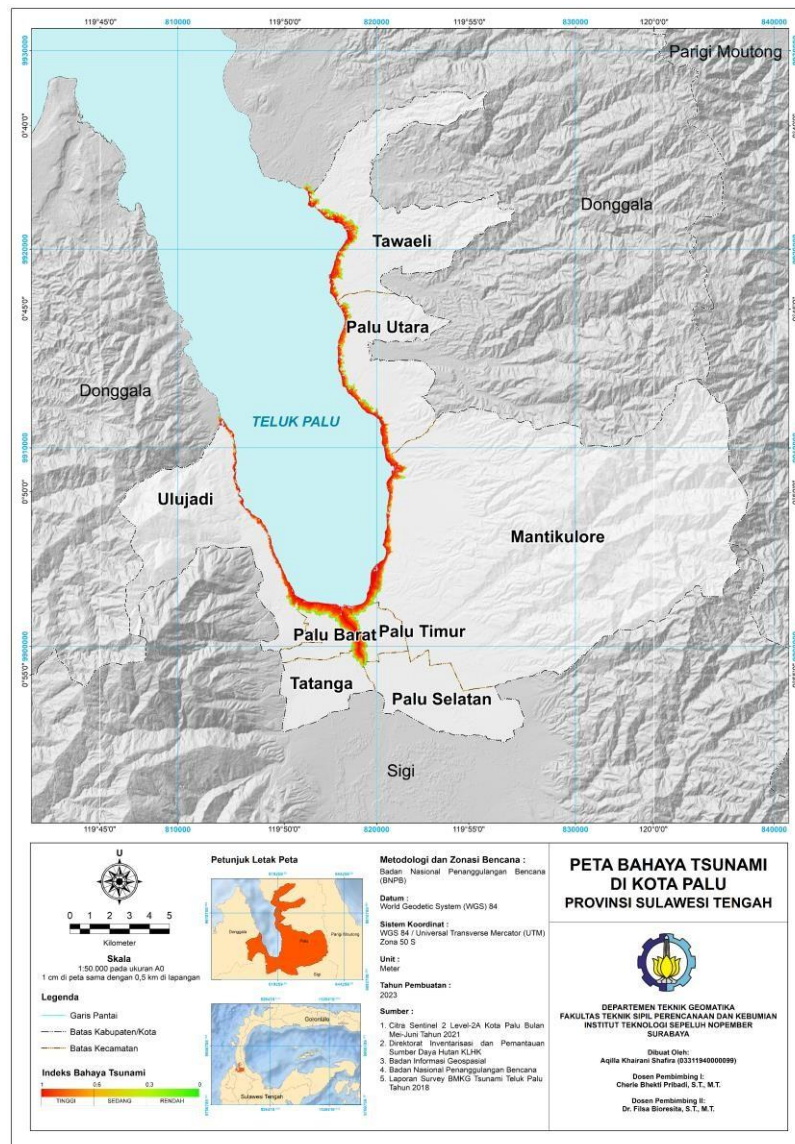 119°45'0" 810000 119°50'0" 820000 119°55'0" 830000 120°0'0" 840000
9930000
Parigi Moutong
0°40'0"
Donggala
Tawaeli
9920000
0°45'0"
Palu Utara
Donggala
TELUK PALU
9910000
0°50'0"
Ulujadi
Mantikulore
Palu Barat
Palu Timur
9900000
0°55'0"
Tatanga
Palu Selatan
Sigi
119°45'0" 810000 119°50'0" 820000 119°55'0" 830000 120°0'0" 840000
U
0 1 2 3 4 5
Kilometer
Skala
1:50.000 pada ukuran A0
1 cm di peta sama dengan 0,5 km di lapangan
Legenda
Garis Pantai
Batas Kabupaten/Kota
Batas Kecamatan
Indeks Bahaya Tsunami
1 0.6 0.3 0
TINGGI SEDANG RENDAH
Petunjuk Letak Peta
Donggala
Palu
Parigi Moutong
Sigi
Gorontalo
Sulawesi Tengah
Metodologi dan Zonasi Bencana :
Badan Nasional Penanggulangan Bencana
(BNPB)
Datum :
World Geodetic System (WGS) 84
Sistem Koordinat :
WGS 84 / Universal Transverse Mercator (UTM)
Zona 50 S
Unit :
Meter
Tahun Pembuatan :
2023
Sumber :
1. Citra Sentinel 2 Level-2A Kota Palu Bulan
Mei-Juni Tahun 2021
2. Direktorat Inventarisasi dan Pemantauan
Sumber Daya Hutan KLHK
3. Badan Informasi Geospasial
4. Badan Nasional Penanggulangan Bencana
5. Laporan Survey BMKG Tsunami Teluk Palu
Tahun 2018
PETA BAHAYA TSUNAMI
DI KOTA PALU
PROVINSI SULAWESI TENGAH
DEPARTEMEN TEKNIK GEOMATIKA
FAKULTAS TEKNIK SIPIL PERENCANAAN DAN KEBUMIAN
INSTITUT TEKNOLOGI SEPELUH NOPEMBER
SURABAYA
Dibuat Oleh:
Aqilla Khairani Shafira (03311940000099)
Dosen Pembimbing I:
Cherie Bhekti Pribadi, S.T., M.T.
Dosen Pembimbing II:
Dr. Filsa Bioresita, S.T., M.T.